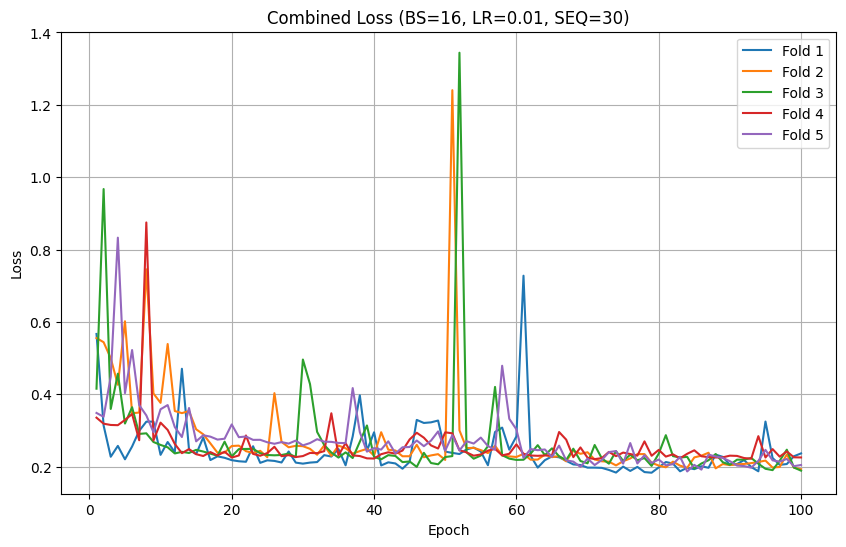 Combined Loss (BS=16, LR=0.01, SEQ=30)
Loss
1.4
1.2
1.0
0.8
0.6
0.4
0.2
Fold 1
Fold 2
Fold 3
Fold 4
Fold 5
0 20 40 60 80 100
Epoch